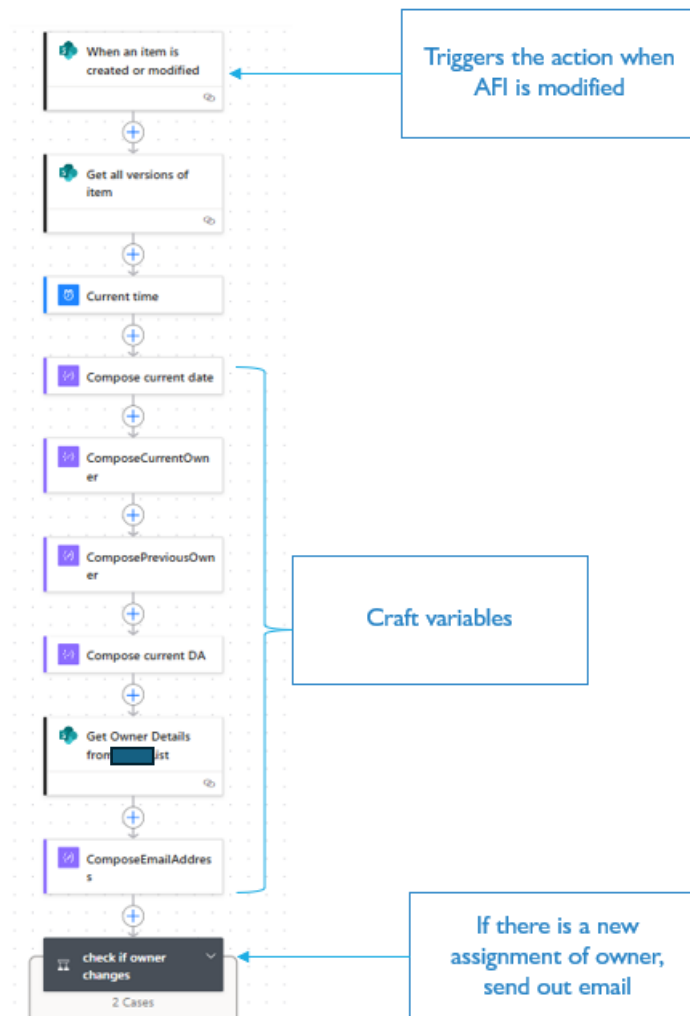 When an item is
created or modified
Triggers the action when
AFI is modified
Get all versions of
item
Current time
Compose current date
ComposeCurrentOwn
er
ComposePreviousOwn
er
Craft variables
Compose current DA
Get Owner Details
from ist
ComposeEmailAddres
s
check if owner
changes
2 Cases
If there is a new
assignment of owner,
send out email